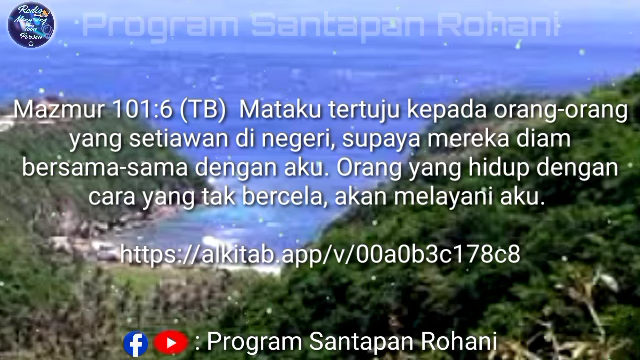 Program Santapan Rohani
Mazmur 101:6 (TB) Mataku tertuju kepada orang-orang
yang setiawan di negeri, supaya mereka diam
bersama-sama dengan aku. Orang yang hidup dengan
cara yang tak bercela, akan melayani aku.
https://alkitab.app/v/00a0b3c178c8
: Program Santapan Rohani